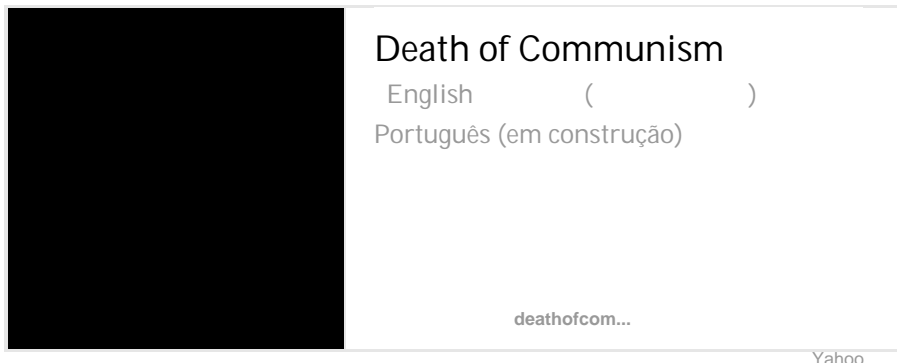 Death of Communism
English ( )
Português (em construção)
deathofcom...
Yahoo